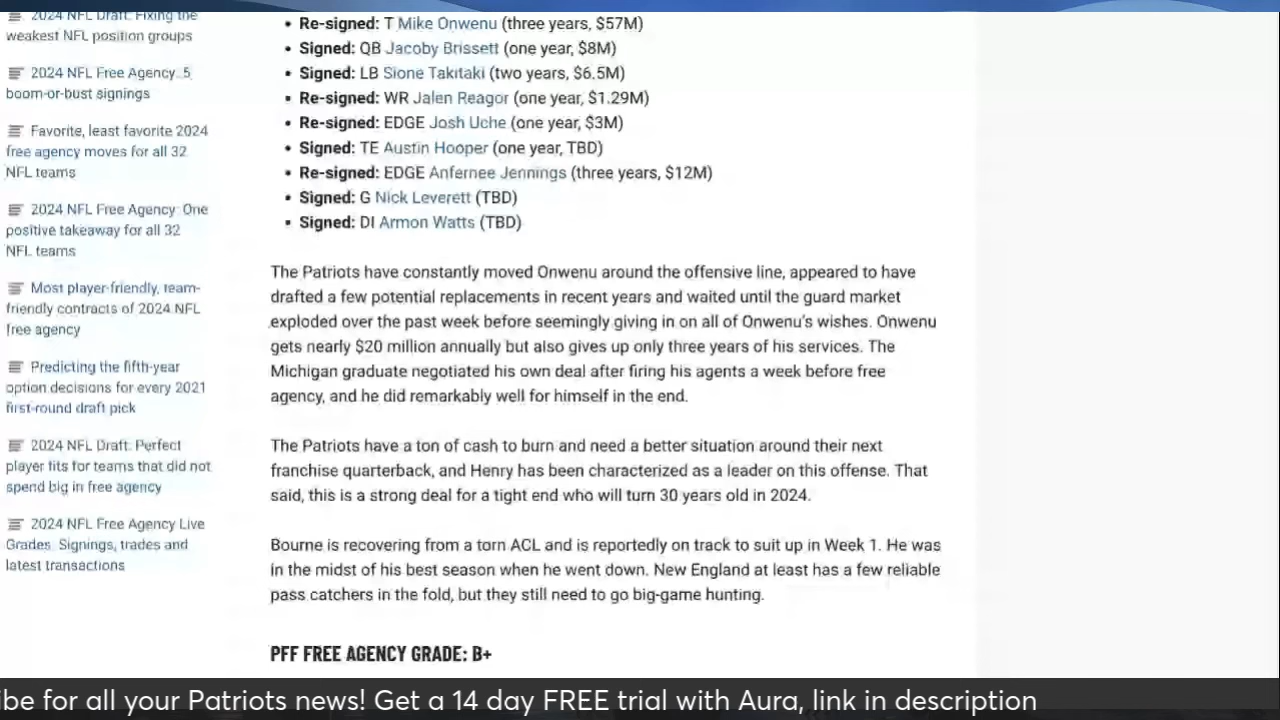 2024 NFL Draft: Fixing the
weakest NFL position groups
2024 NFL Free Agency: 5
boom-or-bust signings
Favorite, least favorite 2024
free agency moves for all 32
NFL teams
2024 NFL Free Agency: One
positive takeaway for all 32
NFL teams
Most player-friendly, team-
friendly contracts of 2024 NFL
free agency
Predicting the fifth-year
option decisions for every 2021
first-round draft pick
2024 NFL Draft: Perfect
player fits for teams that did not
spend big in free agency
2024 NFL Free Agency Live
Grades: Signings, trades and
latest transactions
• Re-signed: T Mike Onwenu (three years, $57M)
• Signed: QB Jacoby Brissett (one year, $8M)
• Signed: LB Sione Takitaki (two years, $6.5M)
• Re-signed: WR Jalen Reagor (one year, $1.29M)
• Re-signed: EDGE Josh Uche (one year, $3M)
• Signed: TE Austin Hooper (one year, TBD)
• Re-signed: EDGE Anfernee Jennings (three years, $12M)
• Signed: G Nick Leverett (TBD)
• Signed: DI Armon Watts (TBD)
The Patriots have constantly moved Onwenu around the offensive line, appeared to have
drafted a few potential replacements in recent years and waited until the guard market
exploded over the past week before seemingly giving in on all of Onwenu's wishes. Onwenu
gets nearly $20 million annually but also gives up only three years of his services. The
Michigan graduate negotiated his own deal after firing his agents a week before free
agency, and he did remarkably well for himself in the end.
The Patriots have a ton of cash to burn and need a better situation around their next
franchise quarterback, and Henry has been characterized as a leader on this offense. That
said, this is a strong deal for a tight end who will turn 30 years old in 2024.
Bourne is recovering from a torn ACL and is reportedly on track to suit up in Week 1. He was
in the midst of his best season when he went down. New England at least has a few reliable
pass catchers in the fold, but they still need to go big-game hunting.
PFF FREE AGENCY GRADE: B+
ibe for all your Patriots news! Get a 14 day FREE trial with Aura, link in description